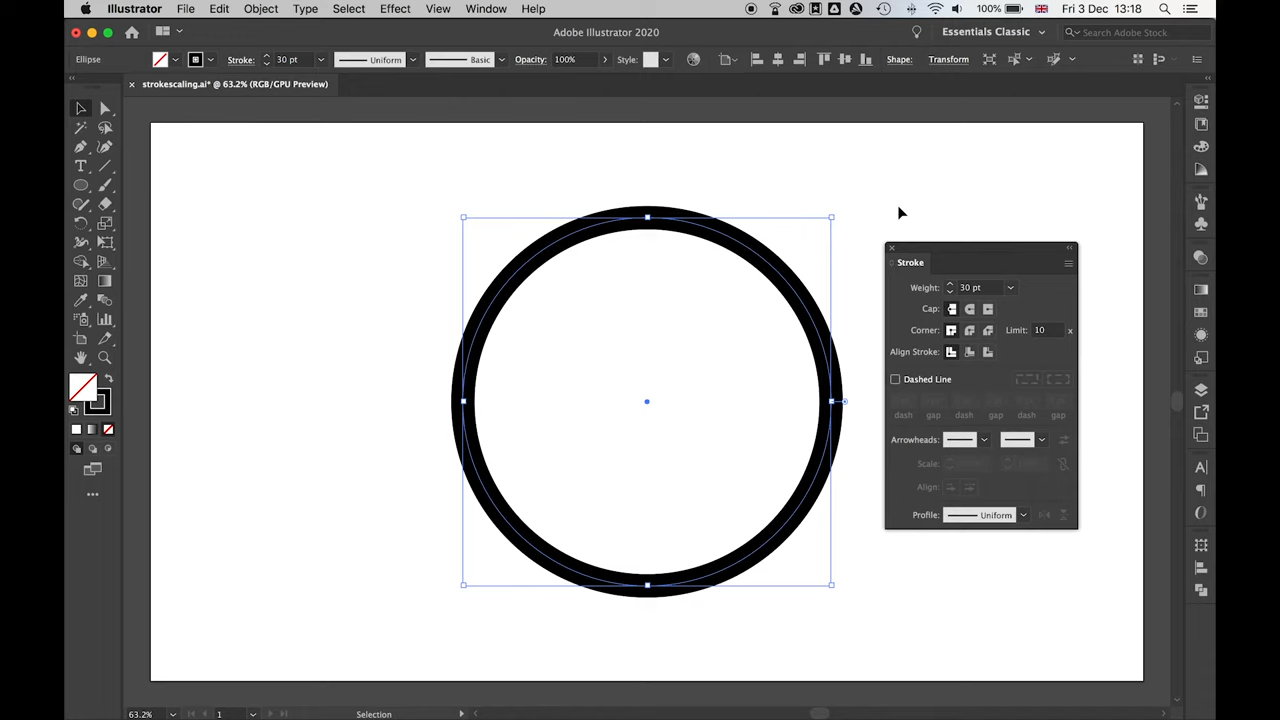 Illustrator File Edit Object Type Select Effect View Window Help 100% Fri 3 Dec 13:18
Adobe Illustrator 2020 Essentials Classic Search Adobe Stock
Ellipse Stroke: 30 pt Uniform Basic Opacity: 100% Style: Shape: Transform
× strokescaling.ai* @ 63.2% (RGB/GPU Preview)
Stroke
Weight: 30 pt
Cap:
Corner: Limit: 10 x
Align Stroke:
Dashed Line
dash gap dash gap dash gap
Arrowheads:
Scale:
Align:
Profile: Uniform
63.2% 1 Selection